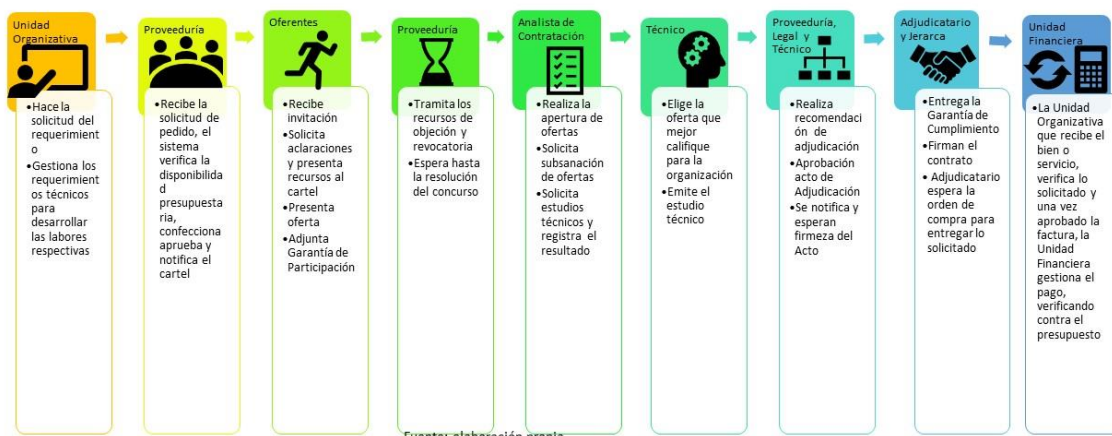 Unidad
Organizativa
•Hace la
solicitud del
requerimient
o
•Gestiona los
requerimient
os técnicos
para
desarrollar
las labores
respectivas
Proveeduría
•Recibe la
solicitud de
pedido, el
sistema
verifica la
disponibilida
d
presupuesta
ria,
confecciona
aprueba y
notifica el
cartel
Oferentes
•Recibe
invitación
•Solicita
aclaraciones
y presenta
recursos al
cartel
•Presenta
oferta
•Adjunta
Garantía de
Participación
Proveeduría
•Tramita los
recursos de
objeción y
revocatoria
•Espera hasta
la resolución
del concurso
Analista de
Contratación
•Realiza la
apertura de
ofertas
•Solicita
subsanación
de ofertas
•Solicita
estudios
técnicos y
registra el
resultado
Técnico
•Elige la
oferta que
mejor
califique
para la
organización
•Emite el
estudio
técnico
Proveeduría,
Legal y
Técnico
•Realiza
recomendaci
ón de
adjudicación
•Aprobación
acto de
Adjudicación
•Se notifica y
esperan
firmeza del
Acto
Adjudicatario
y Jerarca
•Entrega la
Garantía de
Cumplimiento
•Firman el
contrato
• Adjudicatario
espera la
orden de
compra para
entregar lo
solicitado
Unidad
Financiera
•La Unidad
Organizativa
que recibe el
bien o
servicio,
verifica lo
solicitado y
una vez
aprobado la
factura, la
Unidad
Financiera
gestiona el
pago,
verificando
contra el
presupuesto
Fuente: elaboración propia